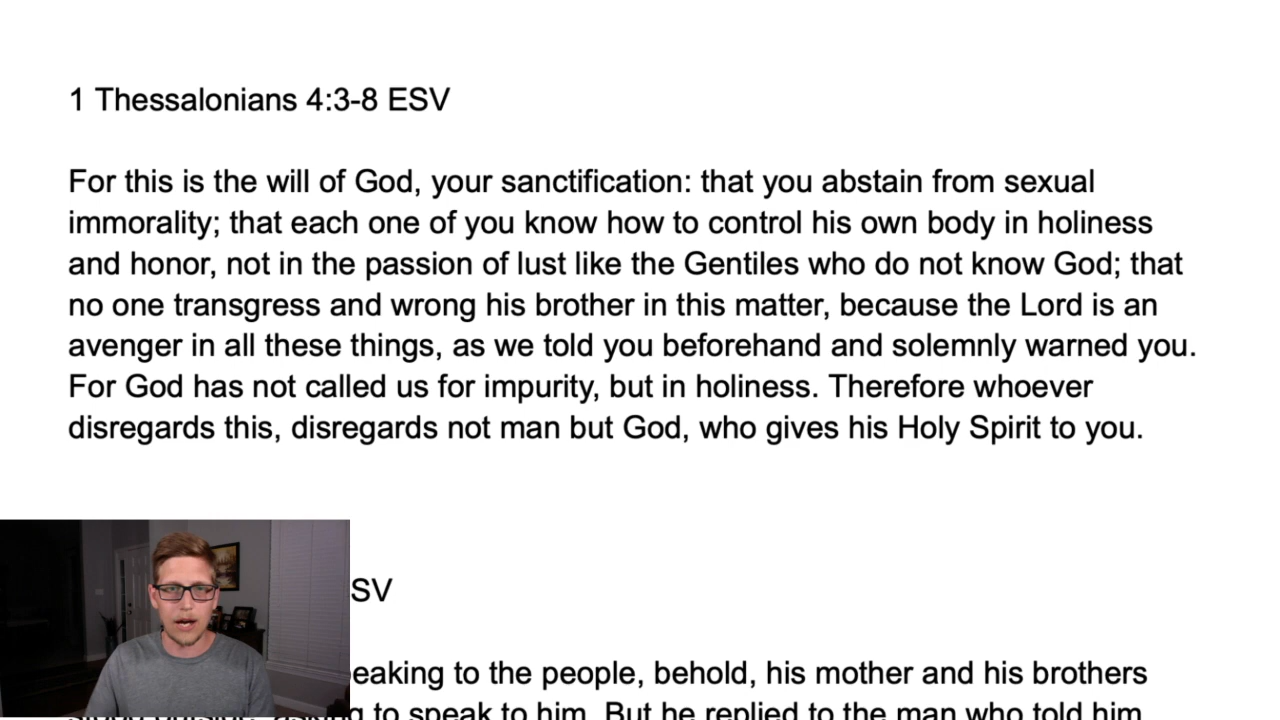 1 Thessalonians 4:3-8 ESV
For this is the will of God, your sanctification: that you abstain from sexual
immorality; that each one of you know how to control his own body in holiness
and honor, not in the passion of lust like the Gentiles who do not know God; that
no one transgress and wrong his brother in this matter, because the Lord is an
avenger in all these things, as we told you beforehand and solemnly warned you.
For God has not called us for impurity, but in holiness. Therefore whoever
disregards this, disregards not man but God, who gives his Holy Spirit to you.
SV
peaking to the people, behold, his mother and his brothers
to speak to him. But he replied to the man who told him,